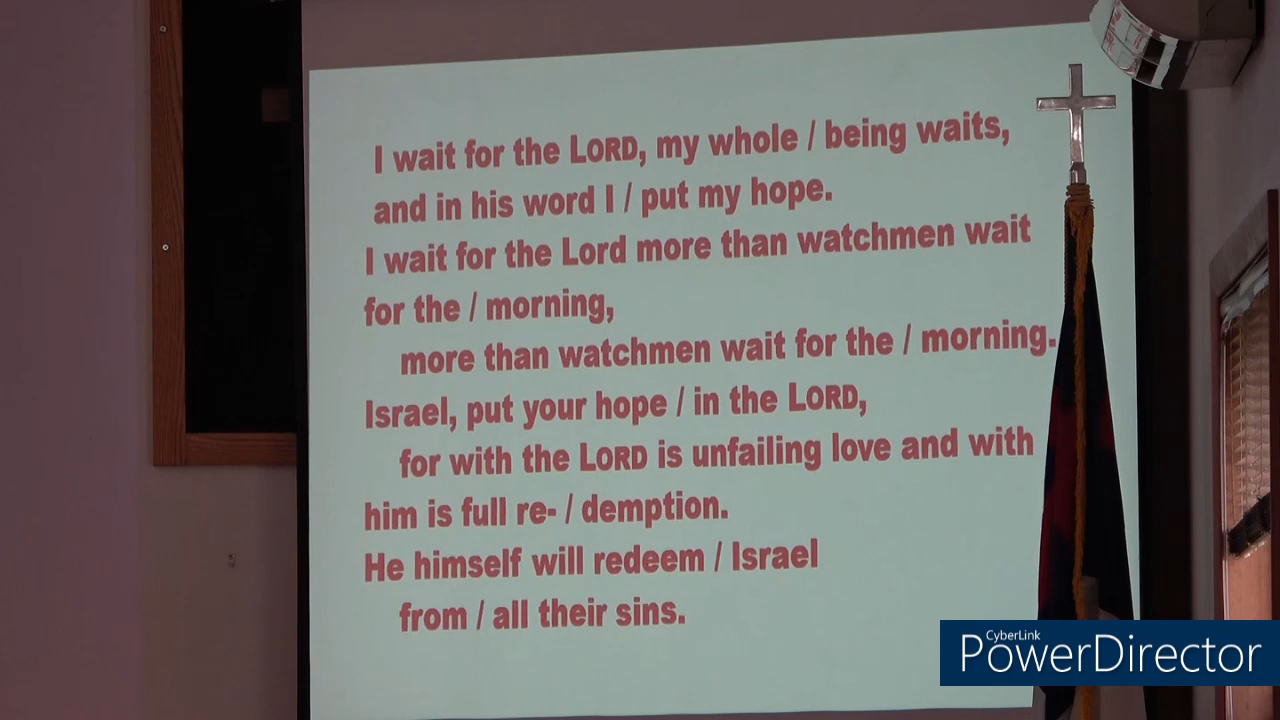 I wait for the LORD, my whole / being waits,
and in his word I / put my hope.
I wait for the Lord more than watchmen wait
for the / morning,
more than watchmen wait for the / morning.
Israel, put your hope / in the LORD,
for with the LORD is unfailing love and with
him is full re- / demption.
He himself will redeem / Israel
from / all their sins.
CyberLink
PowerDirector